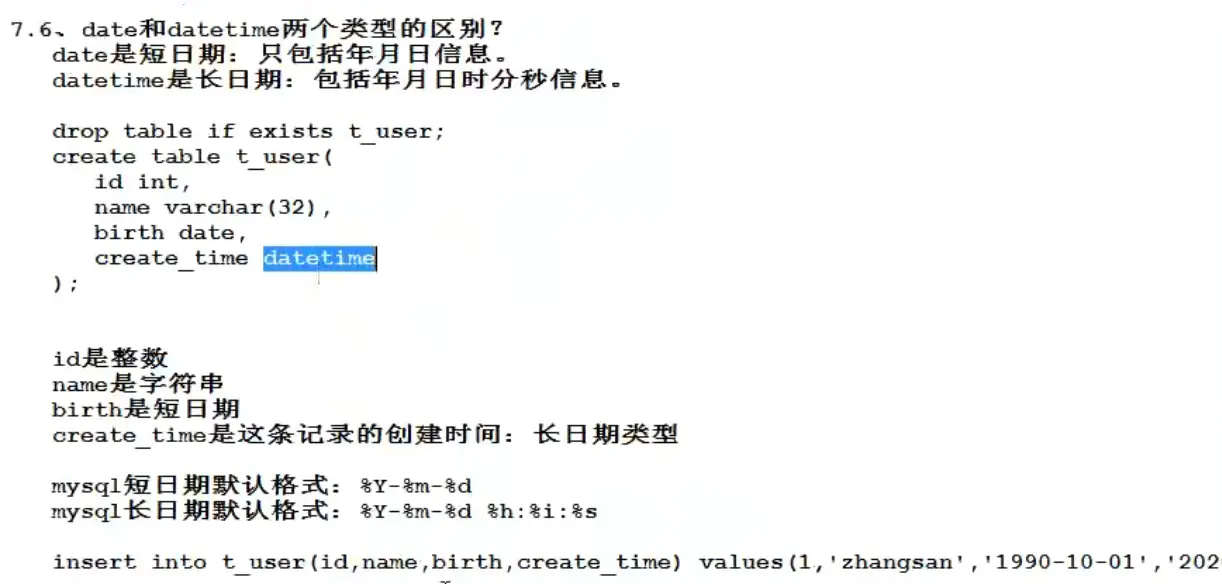 7.6、date和datetime两个类型的区别？
date是短日期：只包括年月日信息。
datetime是长日期：包括年月日时分秒信息。
drop table if exists t_user;
create table t_user(
id int,
name varchar(32),
birth date,
create_time datetime
);
id是整数
name是字符串
birth是短日期
create_time是这条记录的创建时间：长日期类型
mysql短日期默认格式：%Y-%m-%d
mysql长日期默认格式：%Y-%m-%d %h:%i:%s
insert into t_user(id,name,birth,create_time) values(1,'zhangsan','1990-10-01','202